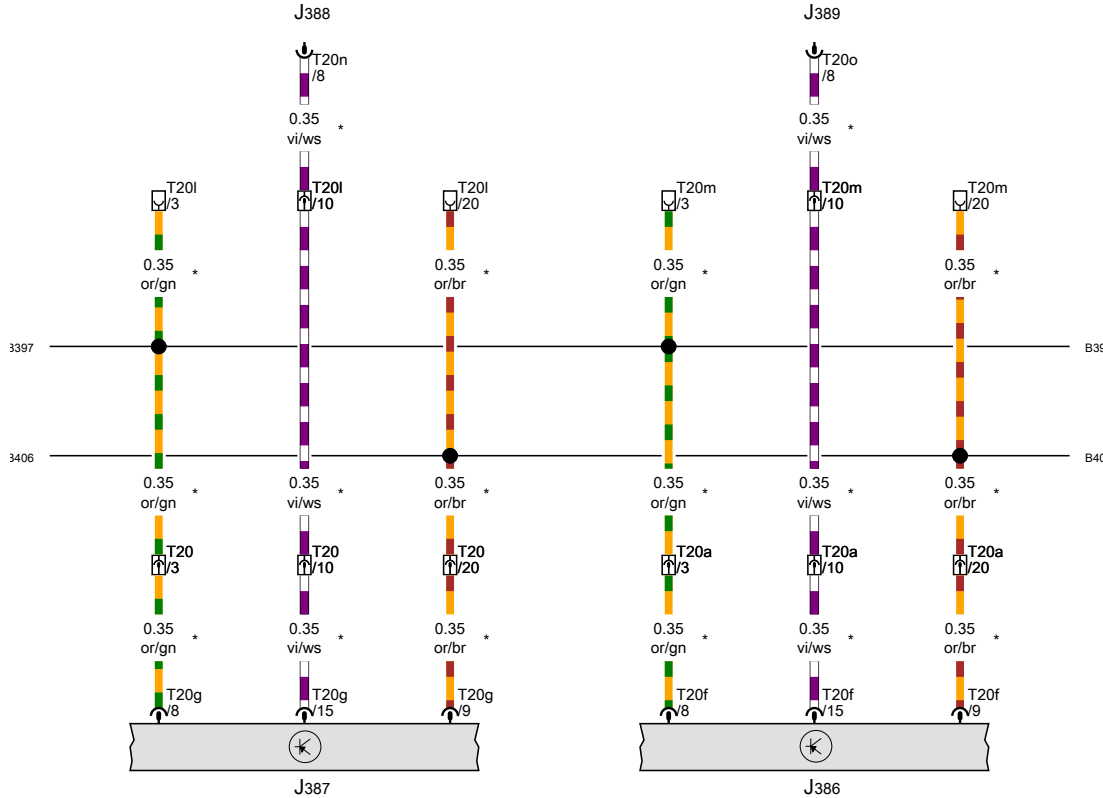 J388 J389
T20n T20o
/8 /8
0.35 0.35
vi/ws * vi/ws *
T20l T20l T20l T20m T20m T20m
/3 /10 /20 /3 /10 /20
0.35 0.35 0.35 0.35
or/gn * or/br * or/gn * or/br *
3397 B39
3406 B40
0.35 0.35 0.35 0.35 0.35 0.35
or/gn * vi/ws * or/br * or/gn * vi/ws * or/br *
T20 T20 T20 T20a T20a T20a
/3 /10 /20 /3 /10 /20
0.35 0.35 0.35 0.35 0.35 0.35
or/gn * vi/ws * or/br * or/gn * vi/ws * or/br *
T20g T20g T20g T20f T20f T20f
/8 /15 /9 /8 /15 /9
J387 J386